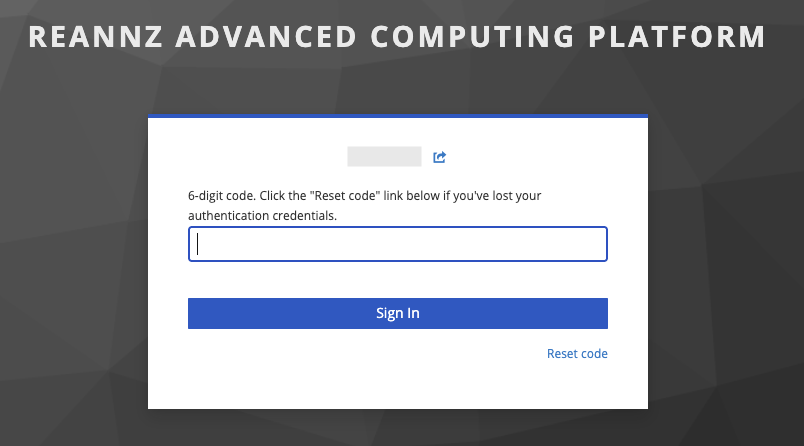 REANNZ ADVANCED COMPUTING PLATFORM
6-digit code. Click the "Reset code" link below if you've lost your
authentication credentials.
Sign In
Reset code